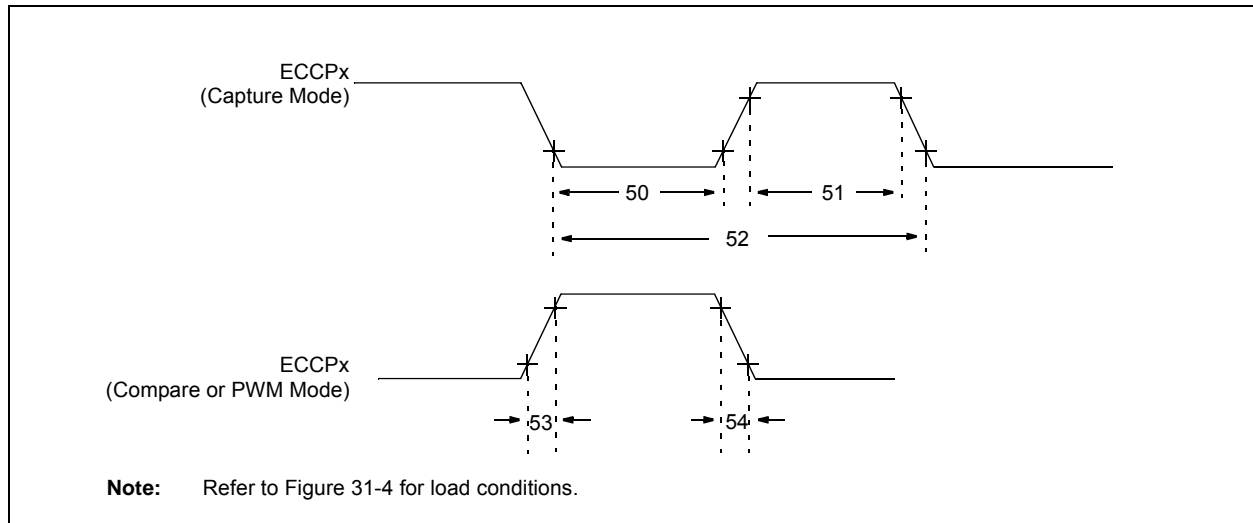 ECCPx
(Capture Mode)
50
51
52
ECCPx
(Compare or PWM Mode)
53
54
Note: Refer to Figure 31-4 for load conditions.